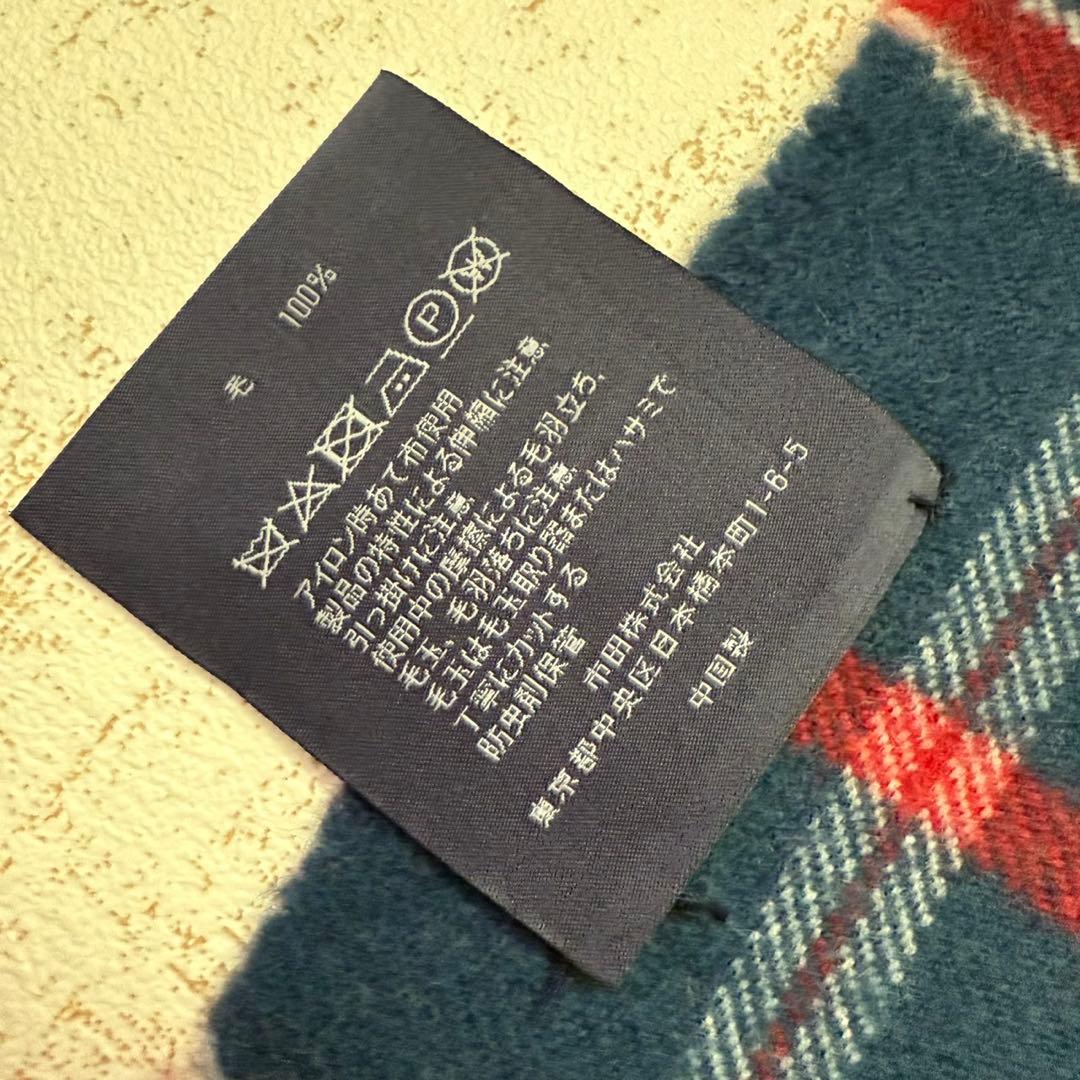 毛 100%
P W
アイロン時あて布使用
製品の特性による伸縮に注意
引っ掛けに注意
使用中の摩擦による毛羽立ち、
毛玉、毛羽落ちに注意
毛玉は毛玉取り器またはハサミで
丁寧にカットする
防虫剤保管
市田株式会社
東京都中央区日本橋本町1-6-5
中国製